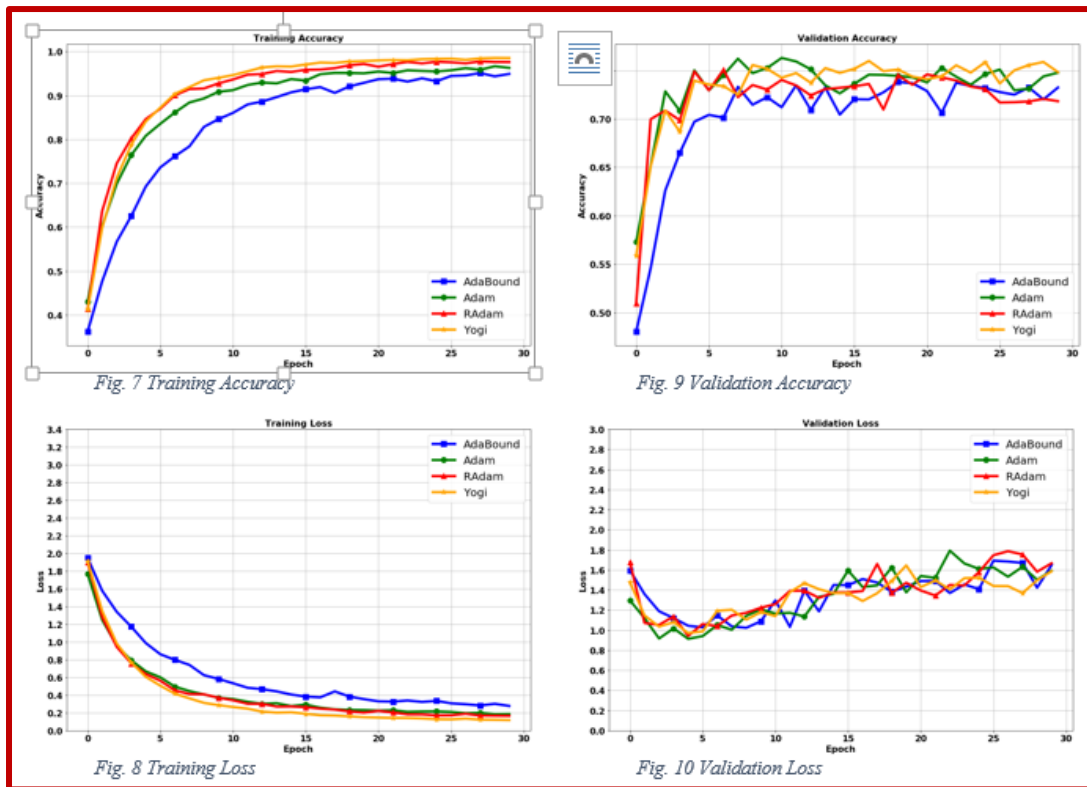 Training Accuracy
1.0
0.9
0.8
0.7
0.6
0.5
0.4
Accuracy
AdaBound
Adam
RAdam
Yogi
0 5 10 15 20 25 30
Epoch
Fig. 7 Training Accuracy
Validation Accuracy
0.70
0.65
0.60
0.55
0.50
Accuracy
AdaBound
Adam
RAdam
Yogi
0 5 10 15 20 25 30
Epoch
Fig. 9 Validation Accuracy
Training Loss
3.4
3.2
3.0
2.8
2.6
2.4
2.2
2.0
1.8
1.6
1.4
1.2
1.0
0.8
0.6
0.4
0.2
0.0
Loss
AdaBound
Adam
RAdam
Yogi
0 5 10 15 20 25 30
Epoch
Fig. 8 Training Loss
Validation Loss
3.0
2.8
2.6
2.4
2.2
2.0
1.8
1.6
1.4
1.2
1.0
0.8
0.6
0.4
0.2
0.0
Loss
AdaBound
Adam
RAdam
Yogi
0 5 10 15 20 25 30
Epoch
Fig. 10 Validation Loss